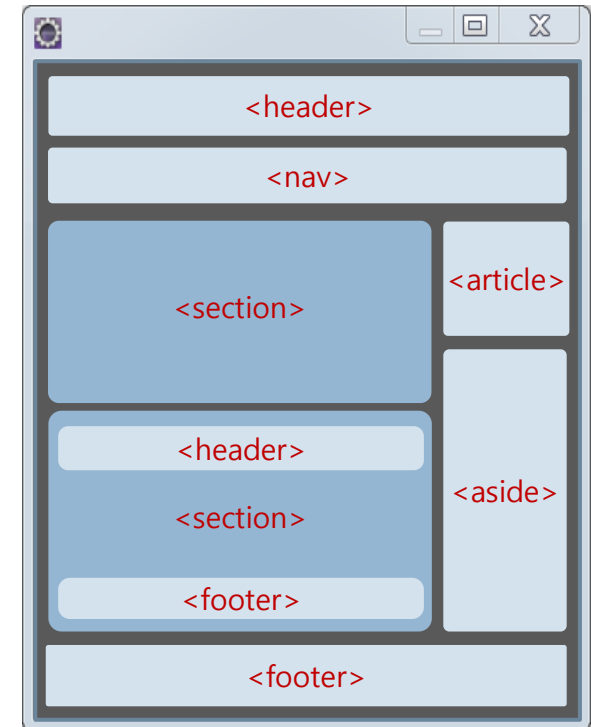 <header>
<nav>
<section>
<article>
<header>
<section>
<footer>
<aside>
<footer>